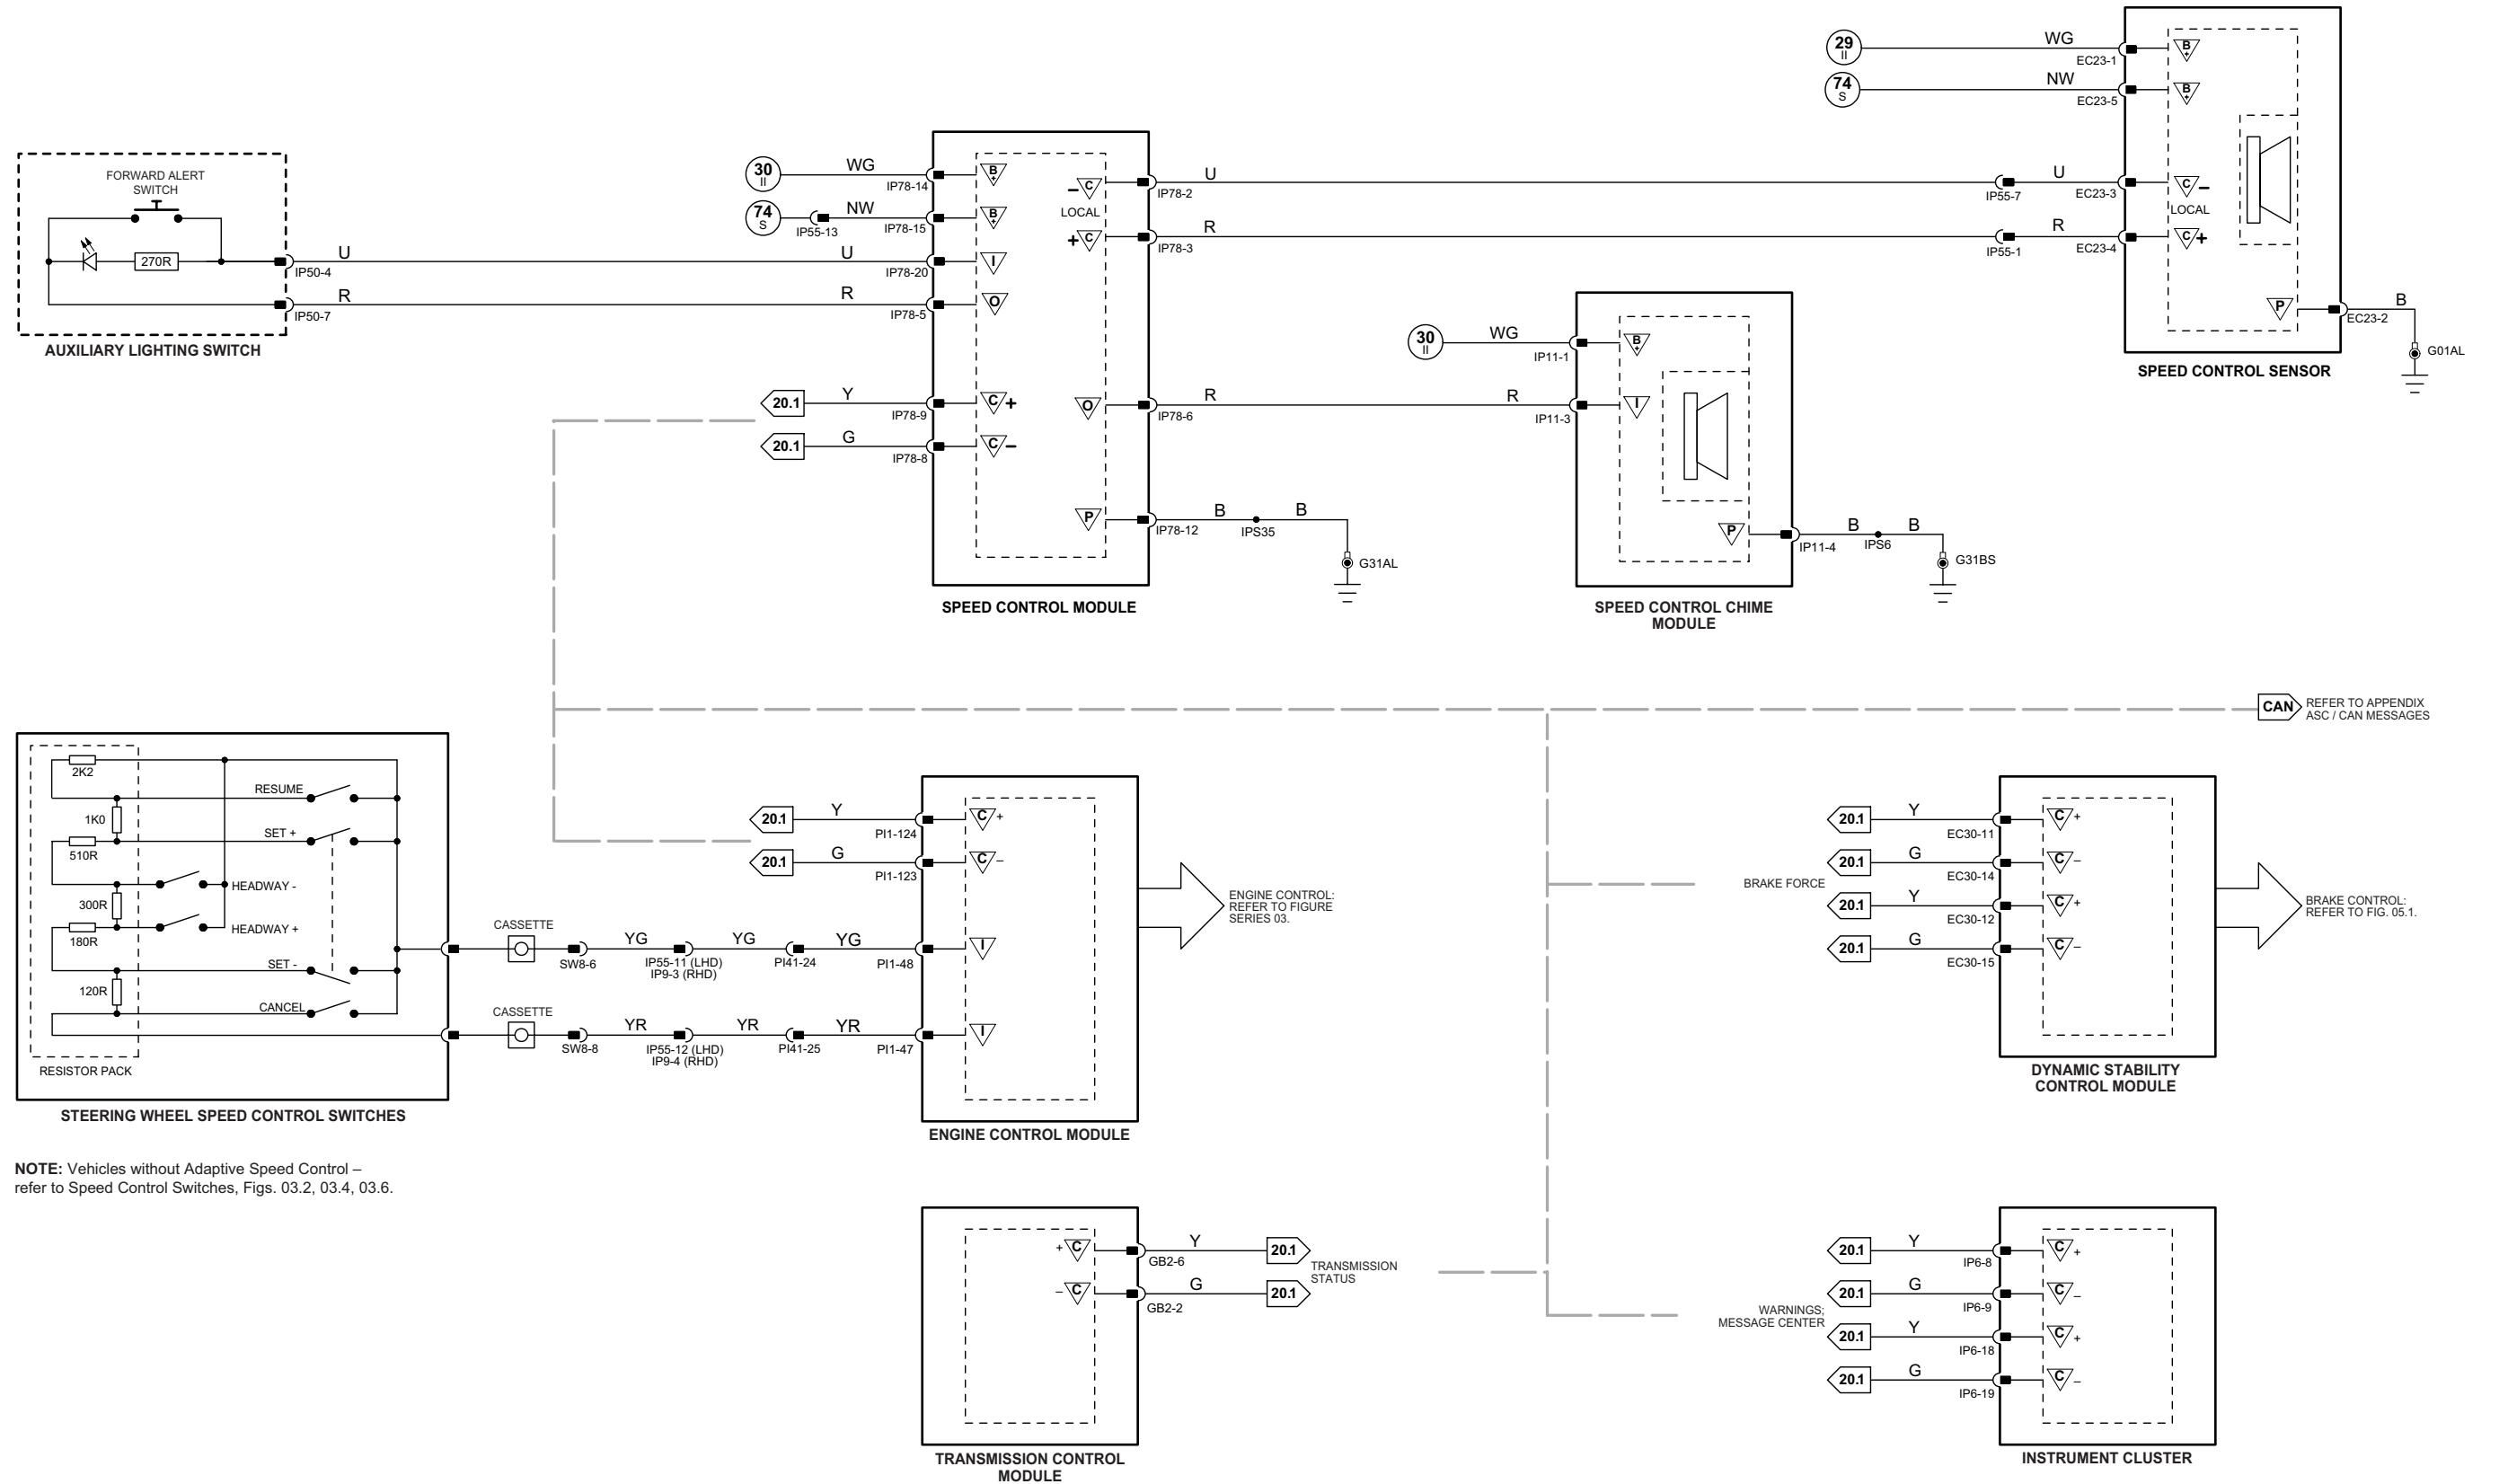 29
II
WG
EC23-1
B
+
74
S
NW
EC23-5
B
+
U
IP55-7
U
EC23-3
C
–
LOCAL
R
IP55-1
R
EC23-4
C
+
P
EC23-2
B
G01AL
SPEED CONTROL SENSOR
FORWARD ALERT
SWITCH
270R
IP50-4
U
IP50-7
R
AUXILIARY LIGHTING SWITCH
30
II
WG
IP78-14
B
+
74
S
IP55-13
NW
IP78-15
B
+
U
IP78-20
I
R
IP78-5
O
20.1
Y
IP78-9
C
+
20.1
G
IP78-8
C
–
–
C
IP78-2
LOCAL
+
C
IP78-3
O
IP78-6
R
P
IP78-12
B
IPS35
B
G31AL
SPEED CONTROL MODULE
30
II
WG
IP11-1
B
+
R
IP11-3
I
P
IP11-4
B
IPS6
B
G31BS
SPEED CONTROL CHIME
MODULE
CAN
REFER TO APPENDIX
ASC / CAN MESSAGES
2K2
RESUME
1K0
SET +
510R
HEADWAY -
300R
HEADWAY +
180R
SET -
120R
CANCEL
RESISTOR PACK
STEERING WHEEL SPEED CONTROL SWITCHES
CASSETTE
SW8-6
YG
IP55-11 (LHD)
IP9-3 (RHD)
YG
PI41-24
YG
PI1-48
I
CASSETTE
SW8-8
YR
IP55-12 (LHD)
IP9-4 (RHD)
YR
PI41-25
YR
PI1-47
I
20.1
Y
PI1-124
C
+
20.1
G
PI1-123
C
–
ENGINE CONTROL:
REFER TO FIGURE
SERIES 03.
ENGINE CONTROL MODULE
BRAKE FORCE
20.1
Y
EC30-11
C
+
20.1
G
EC30-14
C
–
20.1
Y
EC30-12
C
+
20.1
G
EC30-15
C
–
BRAKE CONTROL:
REFER TO FIG. 05.1.
DYNAMIC STABILITY
CONTROL MODULE
NOTE: Vehicles without Adaptive Speed Control –
refer to Speed Control Switches, Figs. 03.2, 03.4, 03.6.
+
C
GB2-6
Y
20.1
–
C
GB2-2
G
20.1
TRANSMISSION
STATUS
TRANSMISSION CONTROL
MODULE
WARNINGS;
MESSAGE CENTER
20.1
Y
IP6-8
C
+
20.1
G
IP6-9
C
–
20.1
Y
IP6-18
C
+
20.1
G
IP6-19
C
–
INSTRUMENT CLUSTER